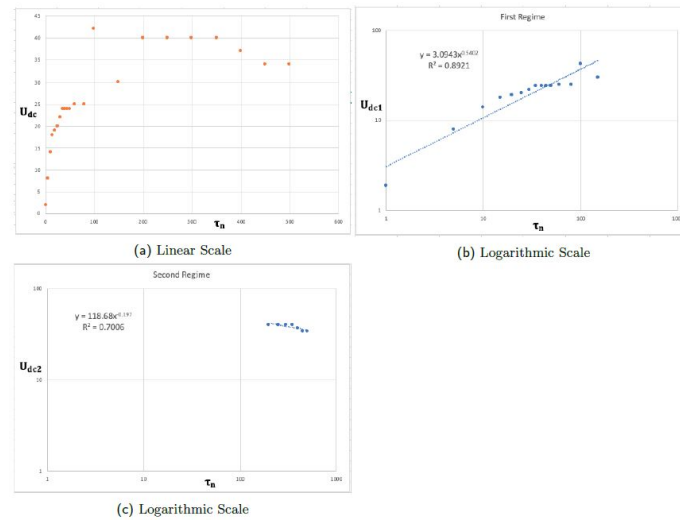 45
40
35
30
25
20
15
10
5
0
U_dc
0 100 200 300 400 500 600
τ_n
(a) Linear Scale
First Regime
100
10
1
U_dc1
y = 3.0943x^0.5402
R² = 0.8921
1 10 100 1000
τ_n
(b) Logarithmic Scale
Second Regime
100
10
1
U_dc2
y = 118.68x
R² = 0.7006
1 10 100 1000
τ_n
(c) Logarithmic Scale